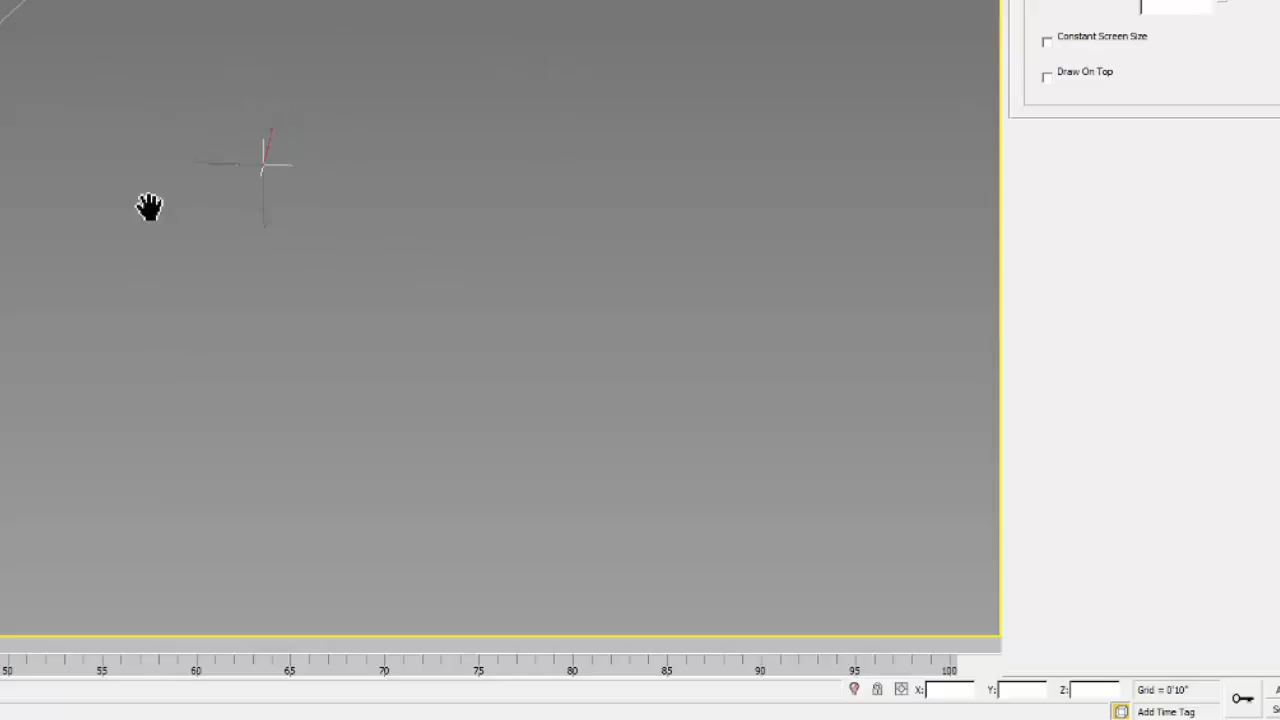 Constant Screen Size
Draw On Top
50 55 60 65 70 75 80 85 90 95 100
X: Y: Z: Grid = 0'10"
Add Time Tag